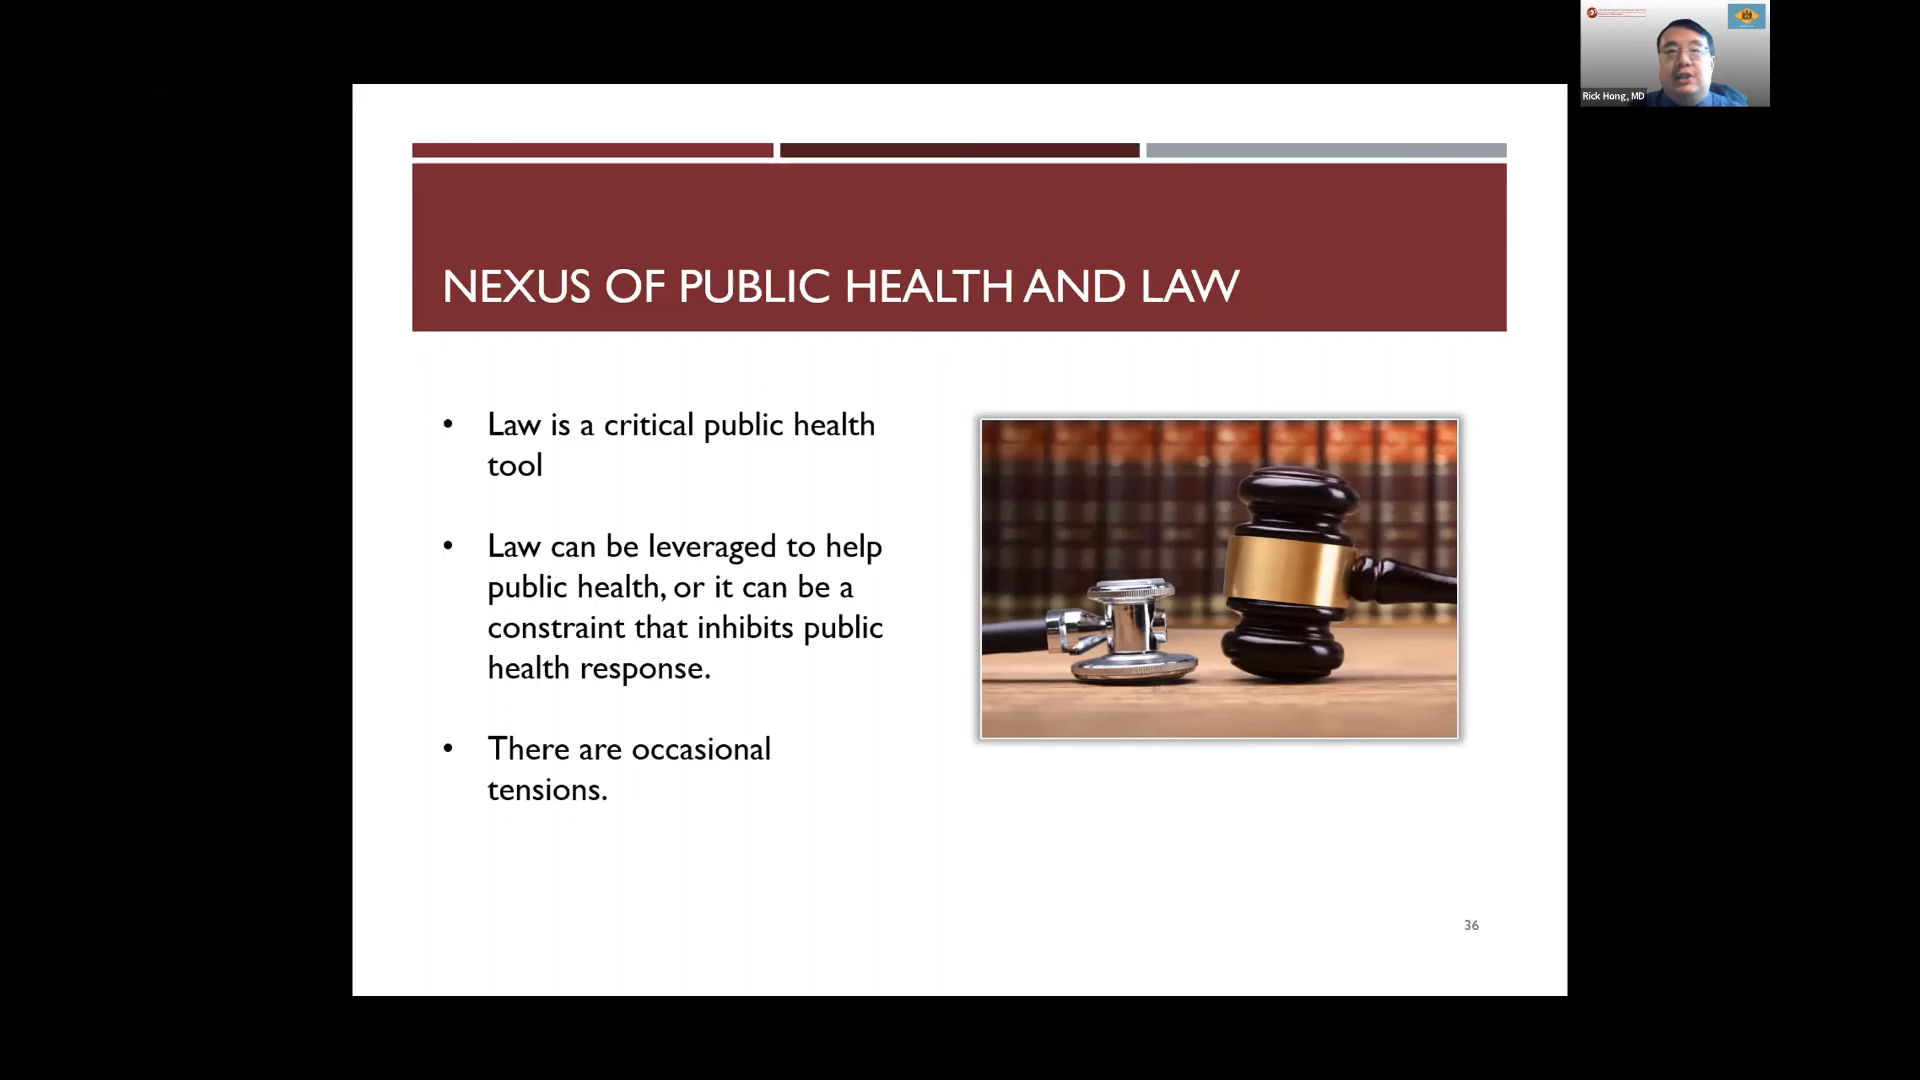 Rick Hong, MD
NEXUS OF PUBLIC HEALTH AND LAW
• Law is a critical public health
tool
• Law can be leveraged to help
public health, or it can be a
constraint that inhibits public
health response.
• There are occasional
tensions.
36